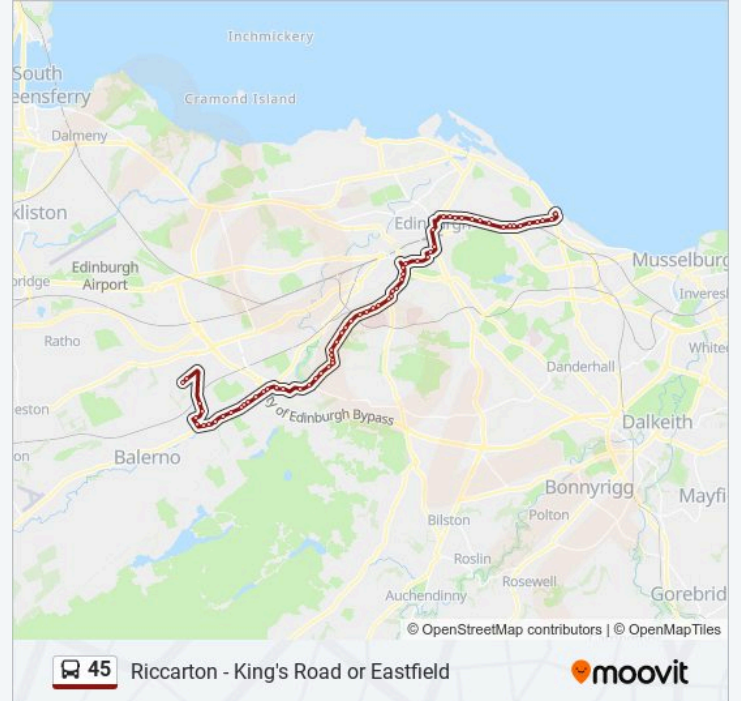 Inchmickery
South
eensferry
Cramond Island
Dalmeny
kliston
Edinburgh
Musselburg
Edinburgh
Airport
bridge
Inveres
Ratho
White
Danderhall
eston
ty of Edinburgh Bypass
Dalkeith
on
Balerno
Bonnyrigg
Mayfi
Polton
Bilston
Roslin
Rosewell
Auchendinny
Gorebrid
© OpenStreetMap contributors | © OpenMapTiles
45 Riccarton - King's Road or Eastfield
moovit